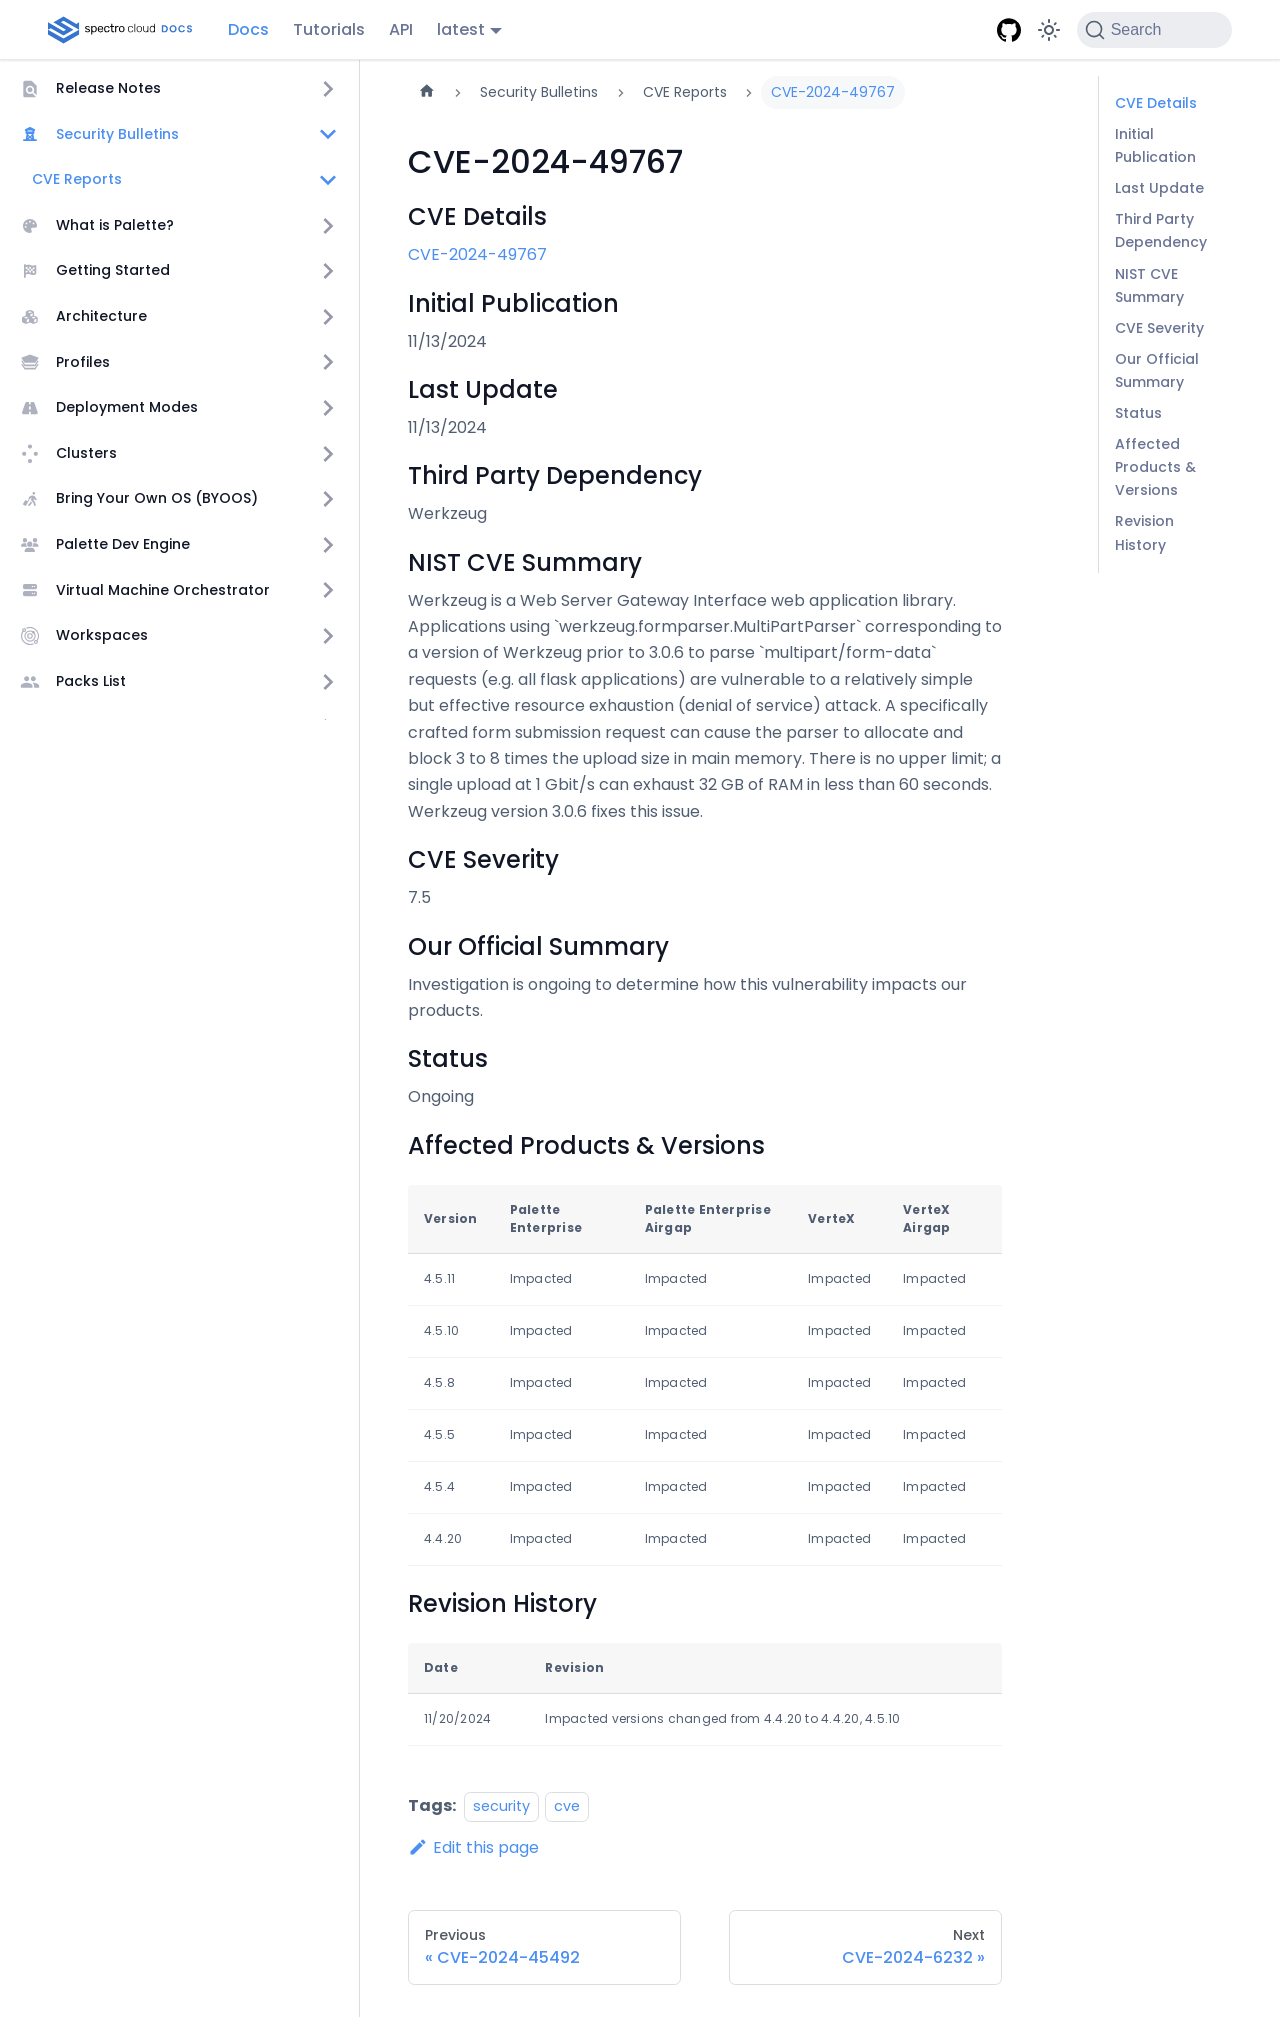 spectro cloud DOCS
Docs
Tutorials
API
latest
Search
Release Notes
Security Bulletins
CVE Reports
What is Palette?
Getting Started
Architecture
Profiles
Deployment Modes
Clusters
Bring Your Own OS (BYOOS)
Palette Dev Engine
Virtual Machine Orchestrator
Workspaces
Packs List
Security Bulletins
CVE Reports
CVE-2024-49767
CVE-2024-49767
CVE Details
CVE-2024-49767
Initial Publication
11/13/2024
Last Update
11/13/2024
Third Party Dependency
Werkzeug
NIST CVE Summary
Werkzeug is a Web Server Gateway Interface web application library.
Applications using `werkzeug.formparser.MultiPartParser` corresponding to
a version of Werkzeug prior to 3.0.6 to parse `multipart/form-data`
requests (e.g. all flask applications) are vulnerable to a relatively simple
but effective resource exhaustion (denial of service) attack. A specifically
crafted form submission request can cause the parser to allocate and
block 3 to 8 times the upload size in main memory. There is no upper limit; a
single upload at 1 Gbit/s can exhaust 32 GB of RAM in less than 60 seconds.
Werkzeug version 3.0.6 fixes this issue.
CVE Severity
7.5
Our Official Summary
Investigation is ongoing to determine how this vulnerability impacts our
products.
Status
Ongoing
Affected Products & Versions
Version Palette Enterprise Palette Enterprise Airgap VerteX VerteX Airgap
4.5.11 Impacted Impacted Impacted Impacted
4.5.10 Impacted Impacted Impacted Impacted
4.5.8 Impacted Impacted Impacted Impacted
4.5.5 Impacted Impacted Impacted Impacted
4.5.4 Impacted Impacted Impacted Impacted
4.4.20 Impacted Impacted Impacted Impacted
Revision History
Date Revision
11/20/2024 Impacted versions changed from 4.4.20 to 4.4.20, 4.5.10
Tags: security cve
Edit this page
Previous
« CVE-2024-45492
Next
CVE-2024-6232 »
CVE Details
Initial
Publication
Last Update
Third Party
Dependency
NIST CVE
Summary
CVE Severity
Our Official
Summary
Status
Affected
Products &
Versions
Revision
History